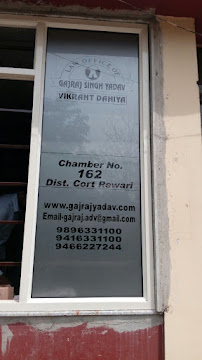 LAW OFFICE OF
GAJRAJ SINGH YADAV
VIKRANT DAHIYA
Chamber No.
162
Dist. Cort Rewari
www.gajrajyadav.com
Email-gajraj.adv@gmail.com
9896331100
9416331100
9466227244